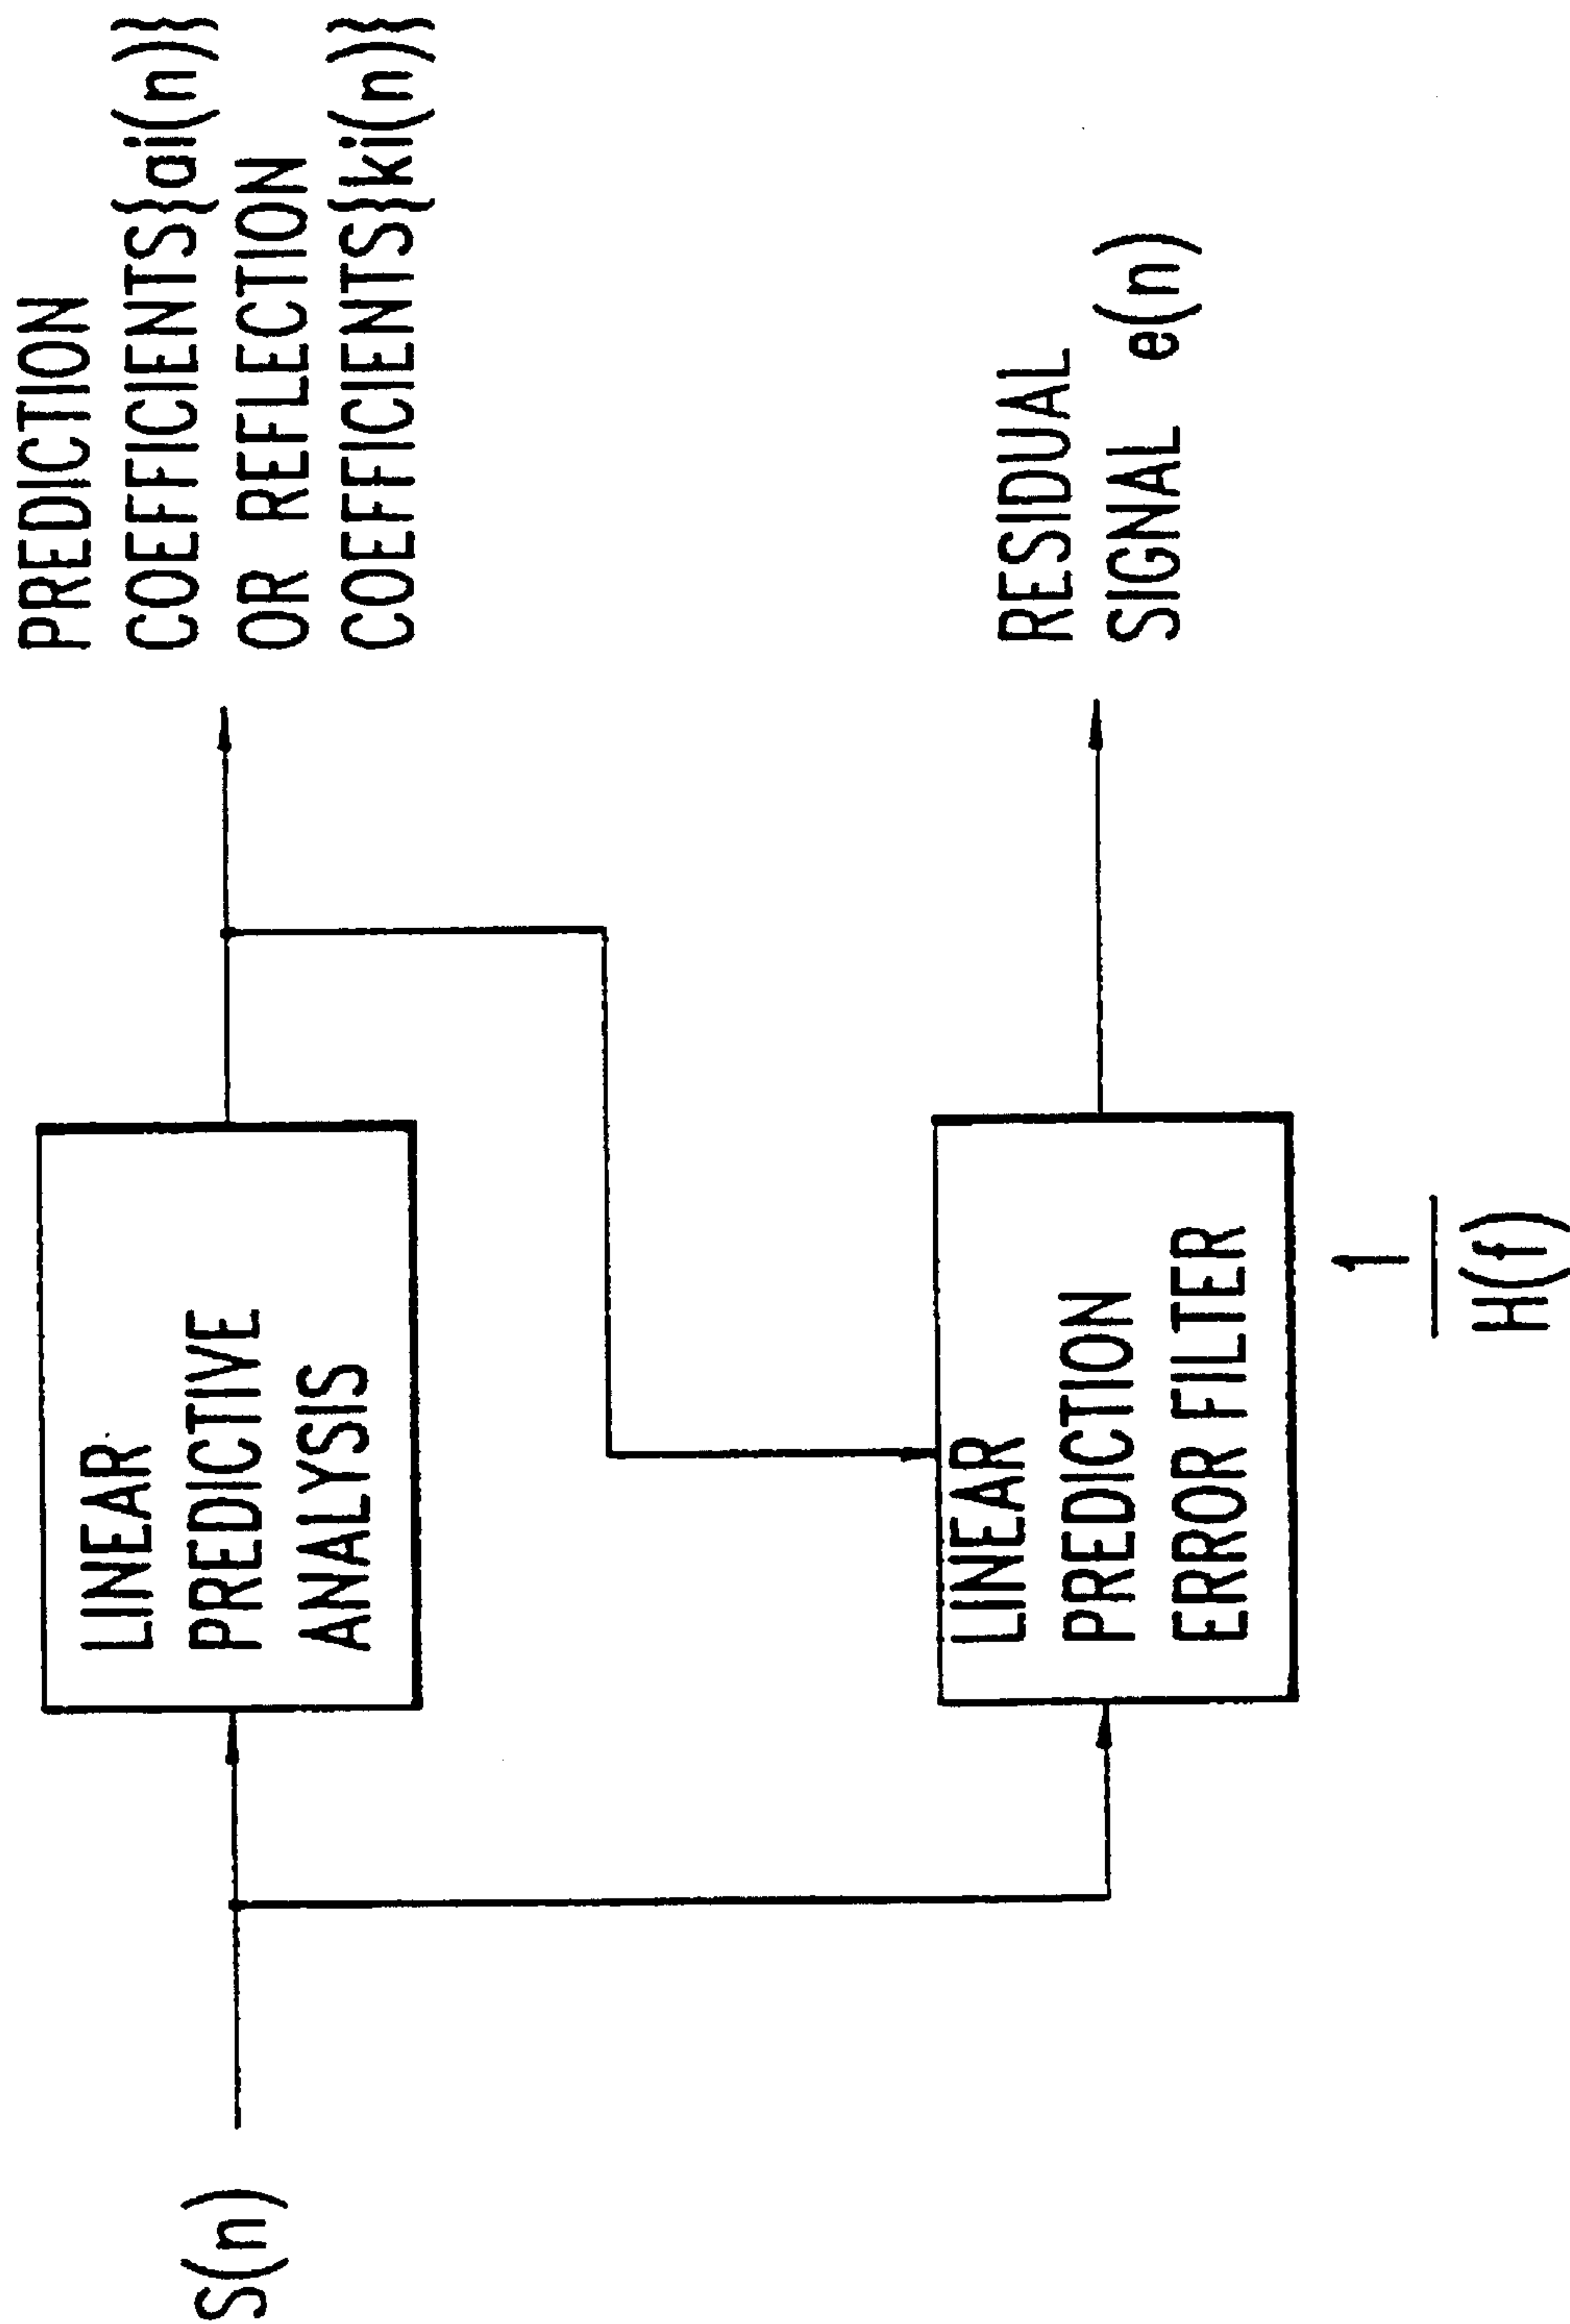 S(n)
LINEAR
PREDICTIVE
ANALYSIS
PREDICTION
COEFFICIENTS{ai(n)}
OR REFLECTION
COEFFICIENTS{ki(n)}
LINEAR
PREDICTION
ERROR FILTER
1
H(f)
RESIDUAL
SIGNAL e(n)